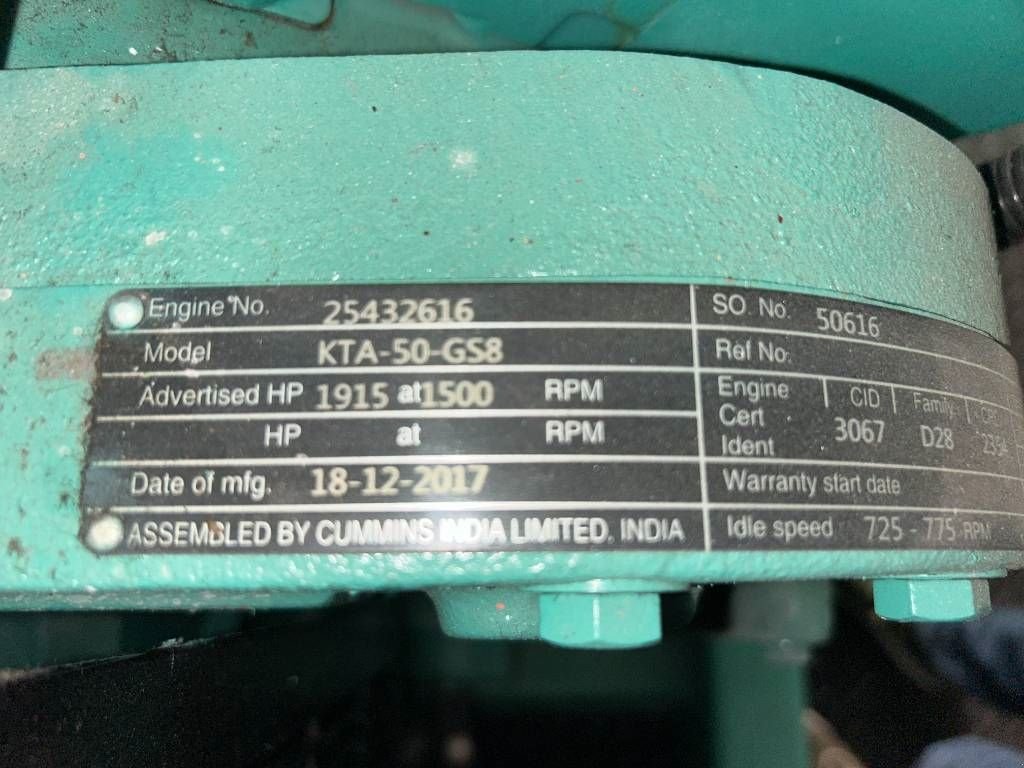 Engine No. 25432616
Model KTA-50-GS8
Advertised HP 1915 at 1500 RPM
HP at RPM
Date of mfg. 18-12-2017
ASSEMBLED BY CUMMINS INDIA LIMITED, INDIA
SO. No. 50616
Ref No.
Engine CID Family
Cert 3067 D28
Ident
Warranty start date
Idle speed 725 - 775 RPM